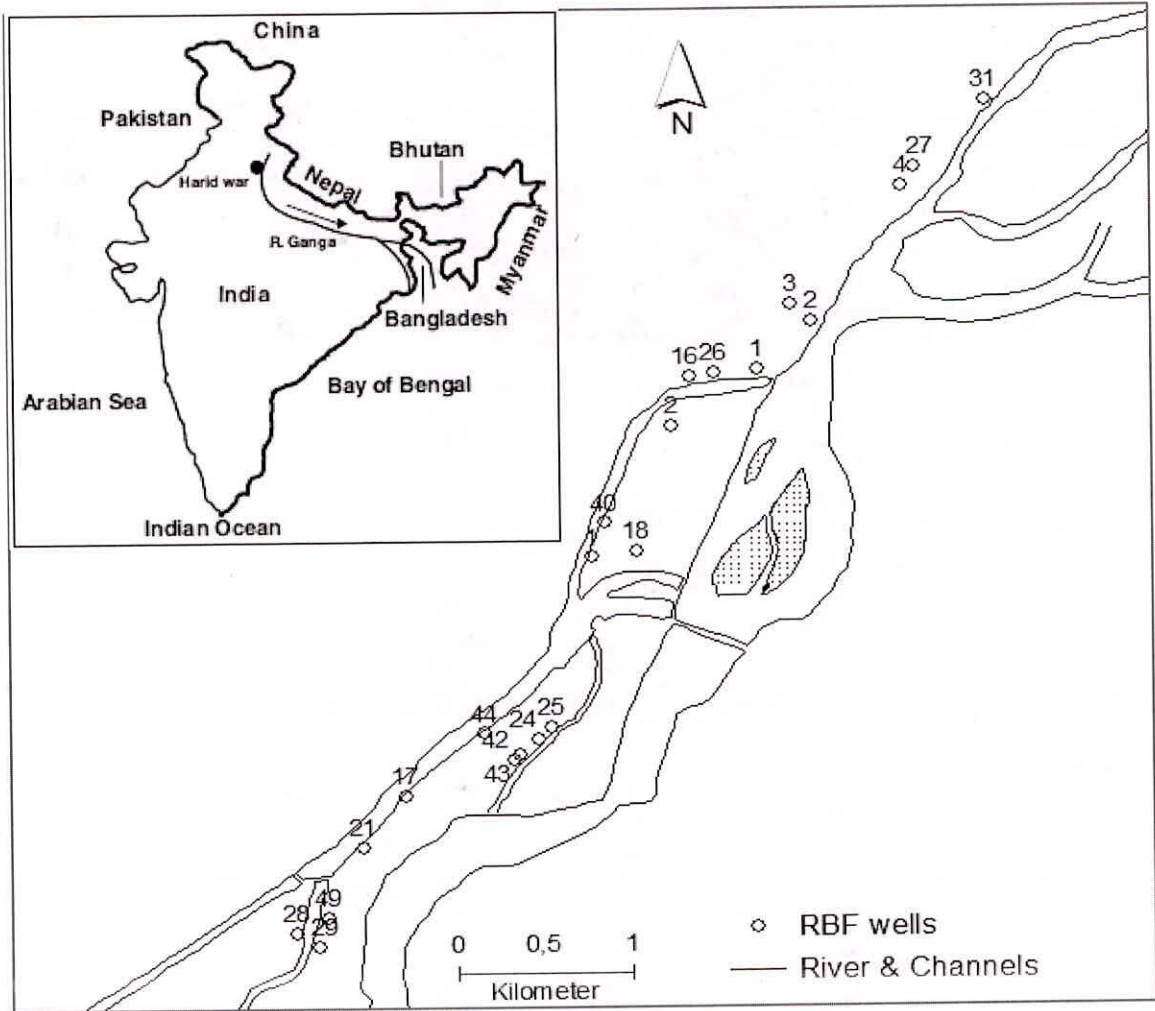 China
Pakistan
Bhutan
Harid war
Nepal
R. Ganga
Myanmar
India
Bangladesh
Arabian Sea
Bay of Bengal
Indian Ocean
N
31
27
4
3
2
16 26 1
2
40
18
44
42
24 25
43
17
21
49
28
29
0 0,5 1
Kilometer
RBF wells
River & Channels